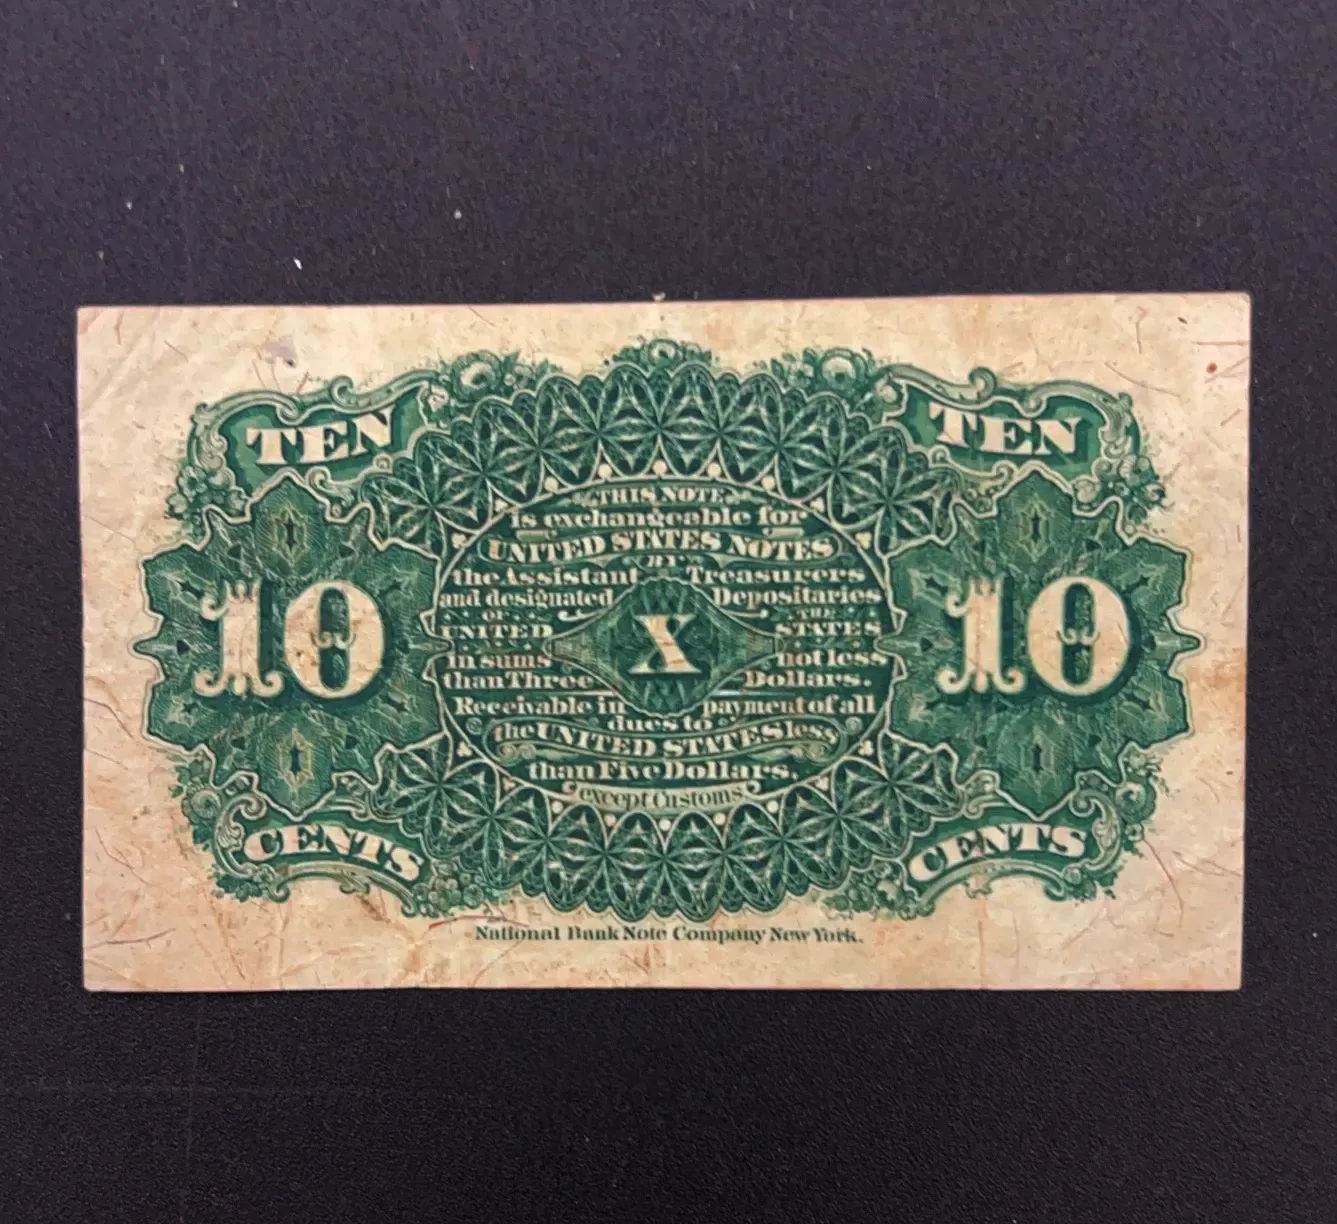 TEN TEN
THIS NOTE
is exchangeable for
UNITED STATES NOTES
BY
the Assistant Treasurers
and designated Depositaries
OF THE
UNITED STATES
in sums not less
than Three Dollars.
Receivable in payment of all
dues to
the UNITED STATES less
than Five Dollars.
except Customs
10 X 10
CENTS CENTS
National Bank Note Company New York.